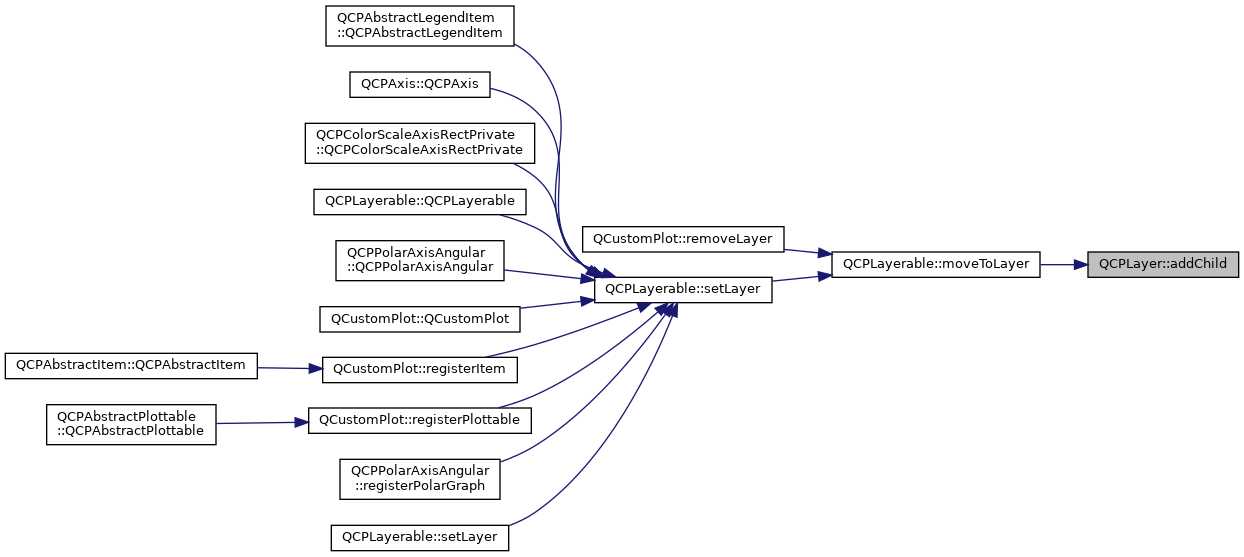 QCPAbstractLegendItem
::QCPAbstractLegendItem
QCPAxis::QCPAxis
QCPColorScaleAxisRectPrivate
::QCPColorScaleAxisRectPrivate
QCPLayerable::QCPLayerable
QCustomPlot::removeLayer
QCPPolarAxisAngular
::QCPPolarAxisAngular
QCPLayerable::moveToLayer
QCPLayer::addChild
QCPLayerable::setLayer
QCustomPlot::QCustomPlot
QCPAbstractItem::QCPAbstractItem
QCustomPlot::registerItem
QCPAbstractPlottable
::QCPAbstractPlottable
QCustomPlot::registerPlottable
QCPPolarAxisAngular
::registerPolarGraph
QCPLayerable::setLayer